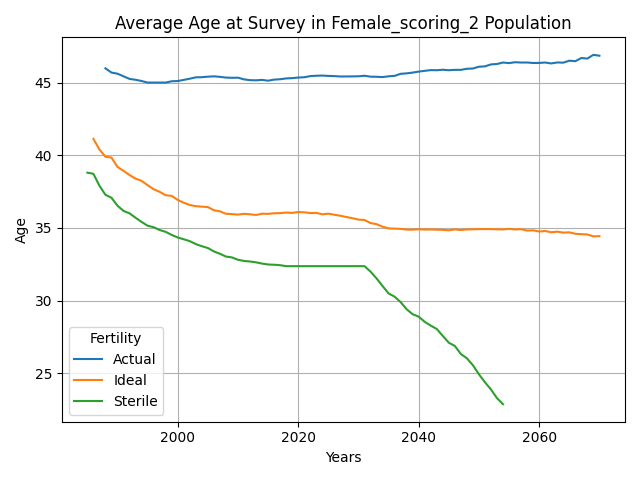 Average Age at Survey in Female_scoring_2 Population
Age
45
40
35
30
25
Fertility
Actual
Ideal
Sterile
2000 2020 2040 2060
Years